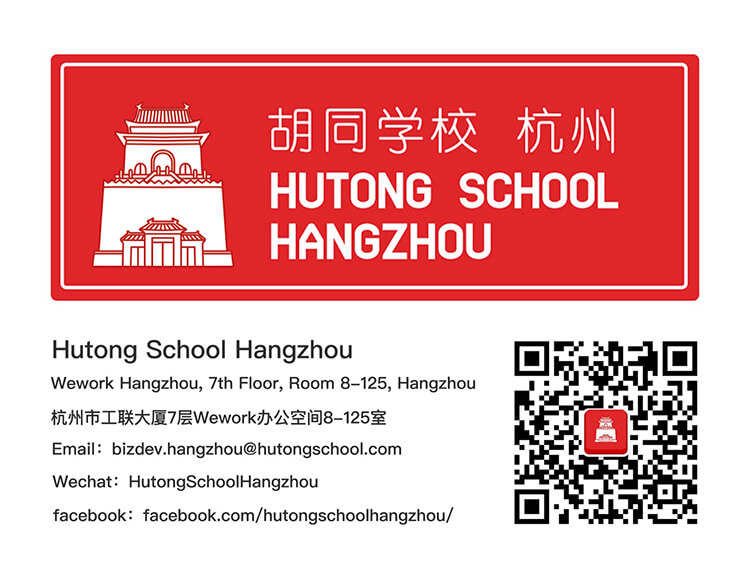 胡同学校 杭州
HUTONG SCHOOL
HANGZHOU
Hutong School Hangzhou
Wework Hangzhou, 7th Floor, Room 8-125, Hangzhou
杭州市工联大厦7层Wework办公空间8-125室
Email：bizdev.hangzhou@hutongschool.com
Wechat：HutongSchoolHangzhou
facebook：facebook.com/hutongschoolhangzhou/